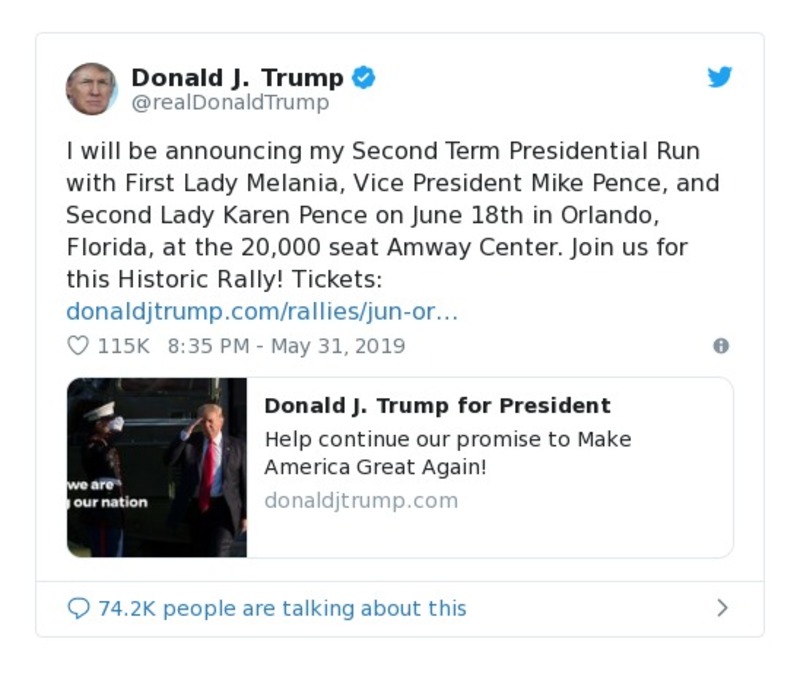 Donald J. Trump
@realDonaldTrump
I will be announcing my Second Term Presidential Run
with First Lady Melania, Vice President Mike Pence, and
Second Lady Karen Pence on June 18th in Orlando,
Florida, at the 20,000 seat Amway Center. Join us for
this Historic Rally! Tickets:
donaldjtrump.com/rallies/jun-or…
115K 8:35 PM - May 31, 2019
Donald J. Trump for President
Help continue our promise to Make
America Great Again!
donaldjtrump.com
we are
our nation
74.2K people are talking about this